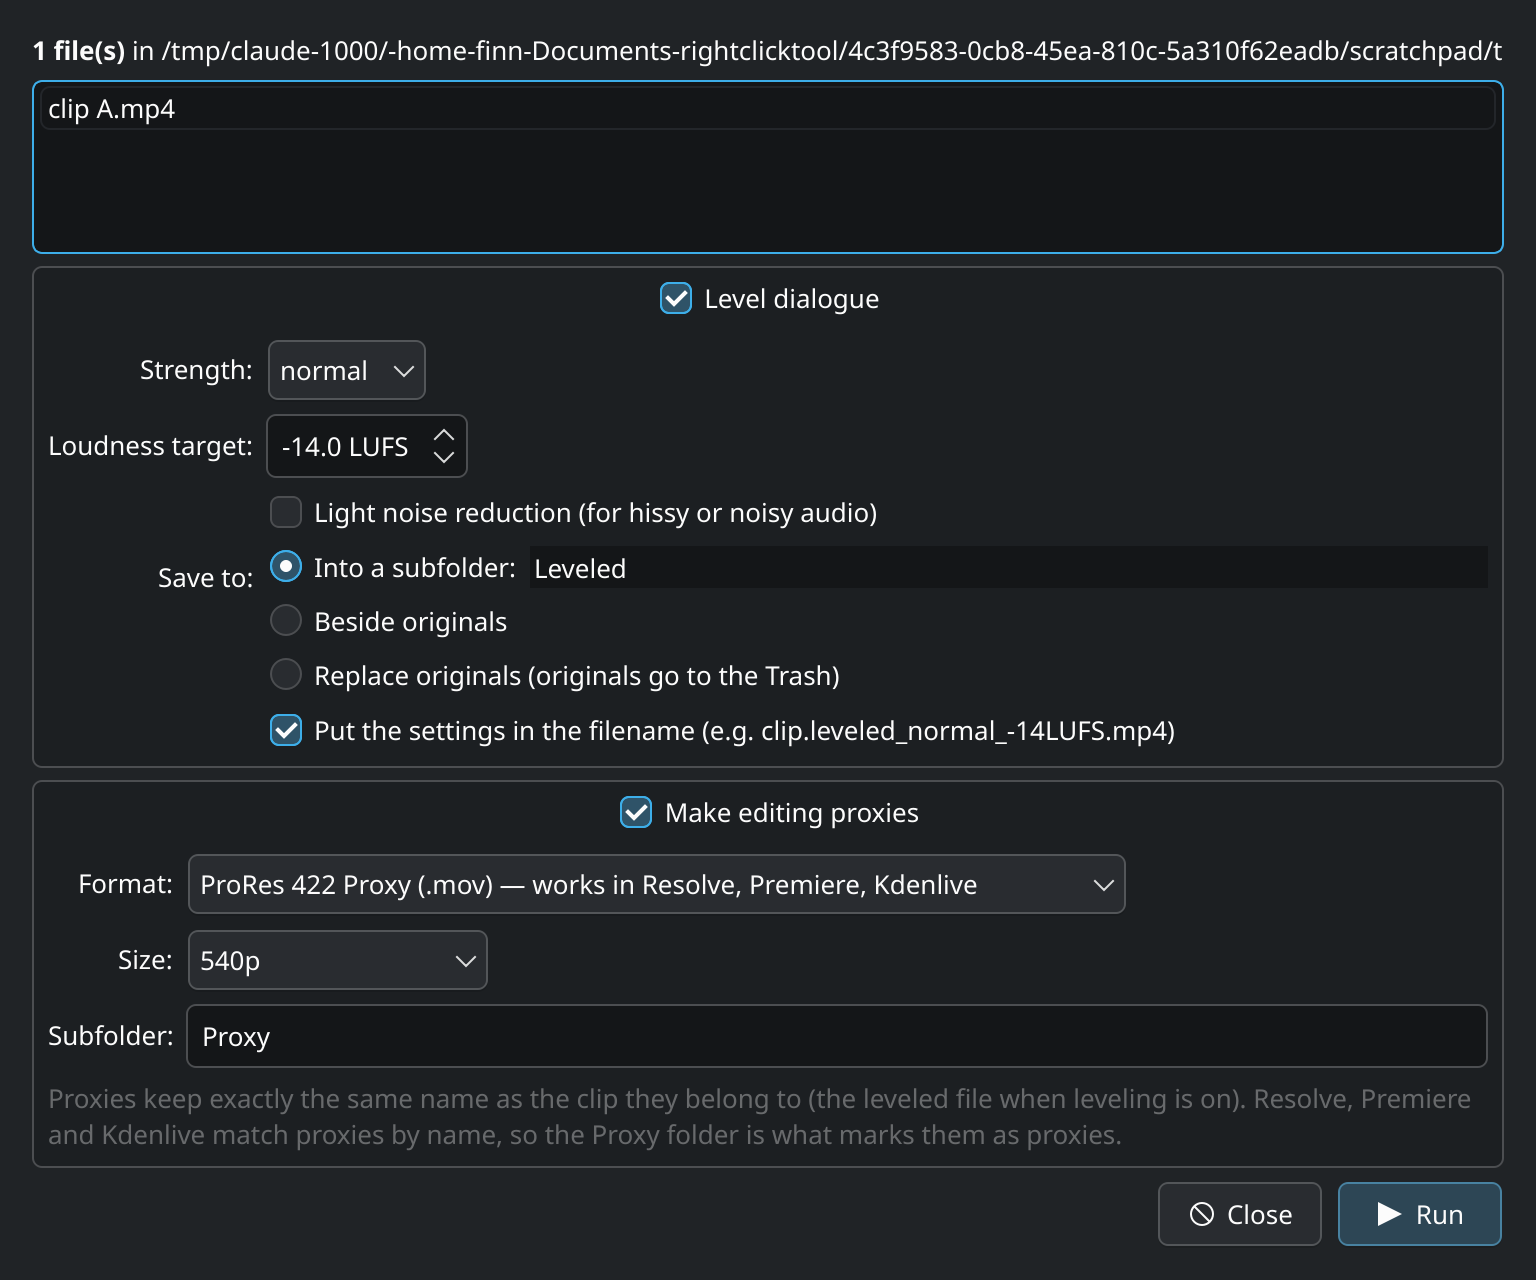 1 file(s) in /tmp/claude-1000/-home-finn-Documents-rightclicktool/4c3f9583-0cb8-45ea-810c-5a310f62eadb/scratchpad/t
clip A.mp4
Level dialogue
Strength: normal
Loudness target: -14.0 LUFS
Light noise reduction (for hissy or noisy audio)
Save to: Into a subfolder: Leveled
Beside originals
Replace originals (originals go to the Trash)
Put the settings in the filename (e.g. clip.leveled_normal_-14LUFS.mp4)
Make editing proxies
Format: ProRes 422 Proxy (.mov) — works in Resolve, Premiere, Kdenlive
Size: 540p
Subfolder: Proxy
Proxies keep exactly the same name as the clip they belong to (the leveled file when leveling is on). Resolve, Premiere
and Kdenlive match proxies by name, so the Proxy folder is what marks them as proxies.
Close Run